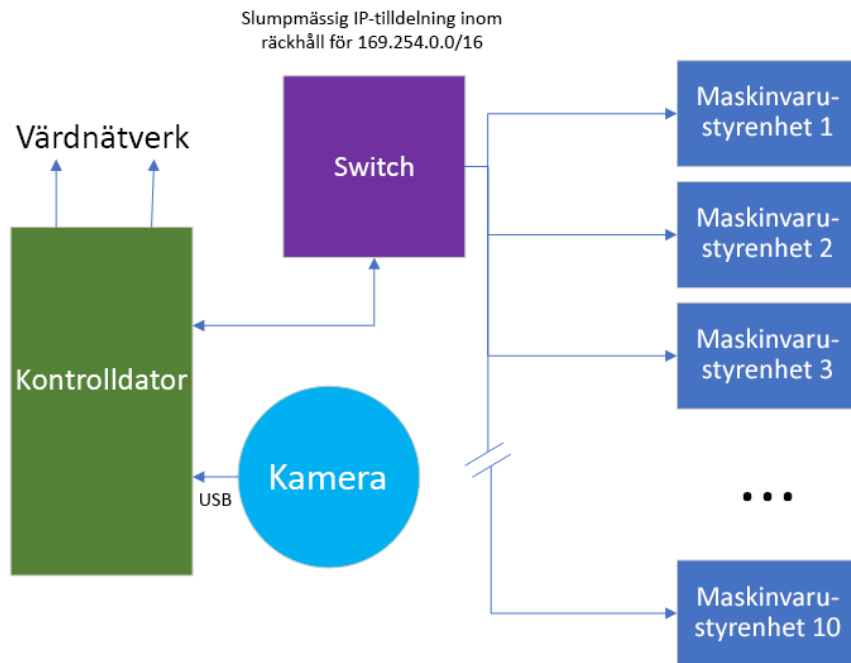 Slumpmässig IP-tilldelning inom
räckhåll för 169.254.0.0/16
Värdnätverk
Switch
Maskinvaru-
styrenhet 1
Maskinvaru-
styrenhet 2
Maskinvaru-
styrenhet 3
Kontrolldator
Kamera
USB
...
Maskinvaru-
styrenhet 10